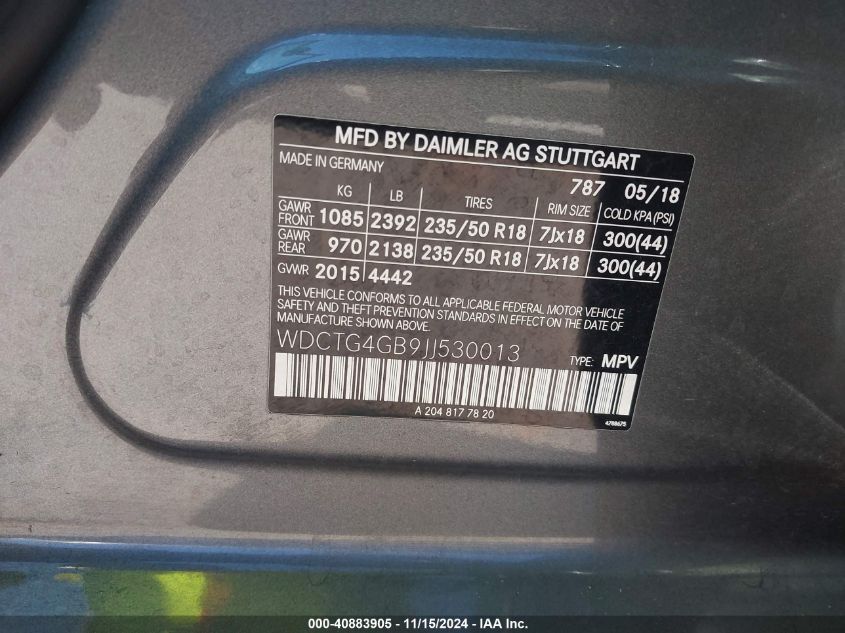 MFD BY DAIMLER AG STUTTGART
MADE IN GERMANY 787 05/18
KG LB TIRES RIM SIZE COLD KPA (PSI)
GAWR FRONT 1085 2392 235/50 R18 7Jx18 300(44)
GAWR REAR 970 2138 235/50 R18 7Jx18 300(44)
GVWR 2015 4442
THIS VEHICLE CONFORMS TO ALL APPLICABLE FEDERAL MOTOR VEHICLE
SAFETY AND THEFT PREVENTION STANDARDS IN EFFECT ON THE DATE
OF MANUFACTURE SHOWN ABOVE.
WDCTG4GB9JJ530013 TYPE: MPV
A 204 817 78 20 4788675
000-40883905 - 11/15/2024 - IAA Inc.